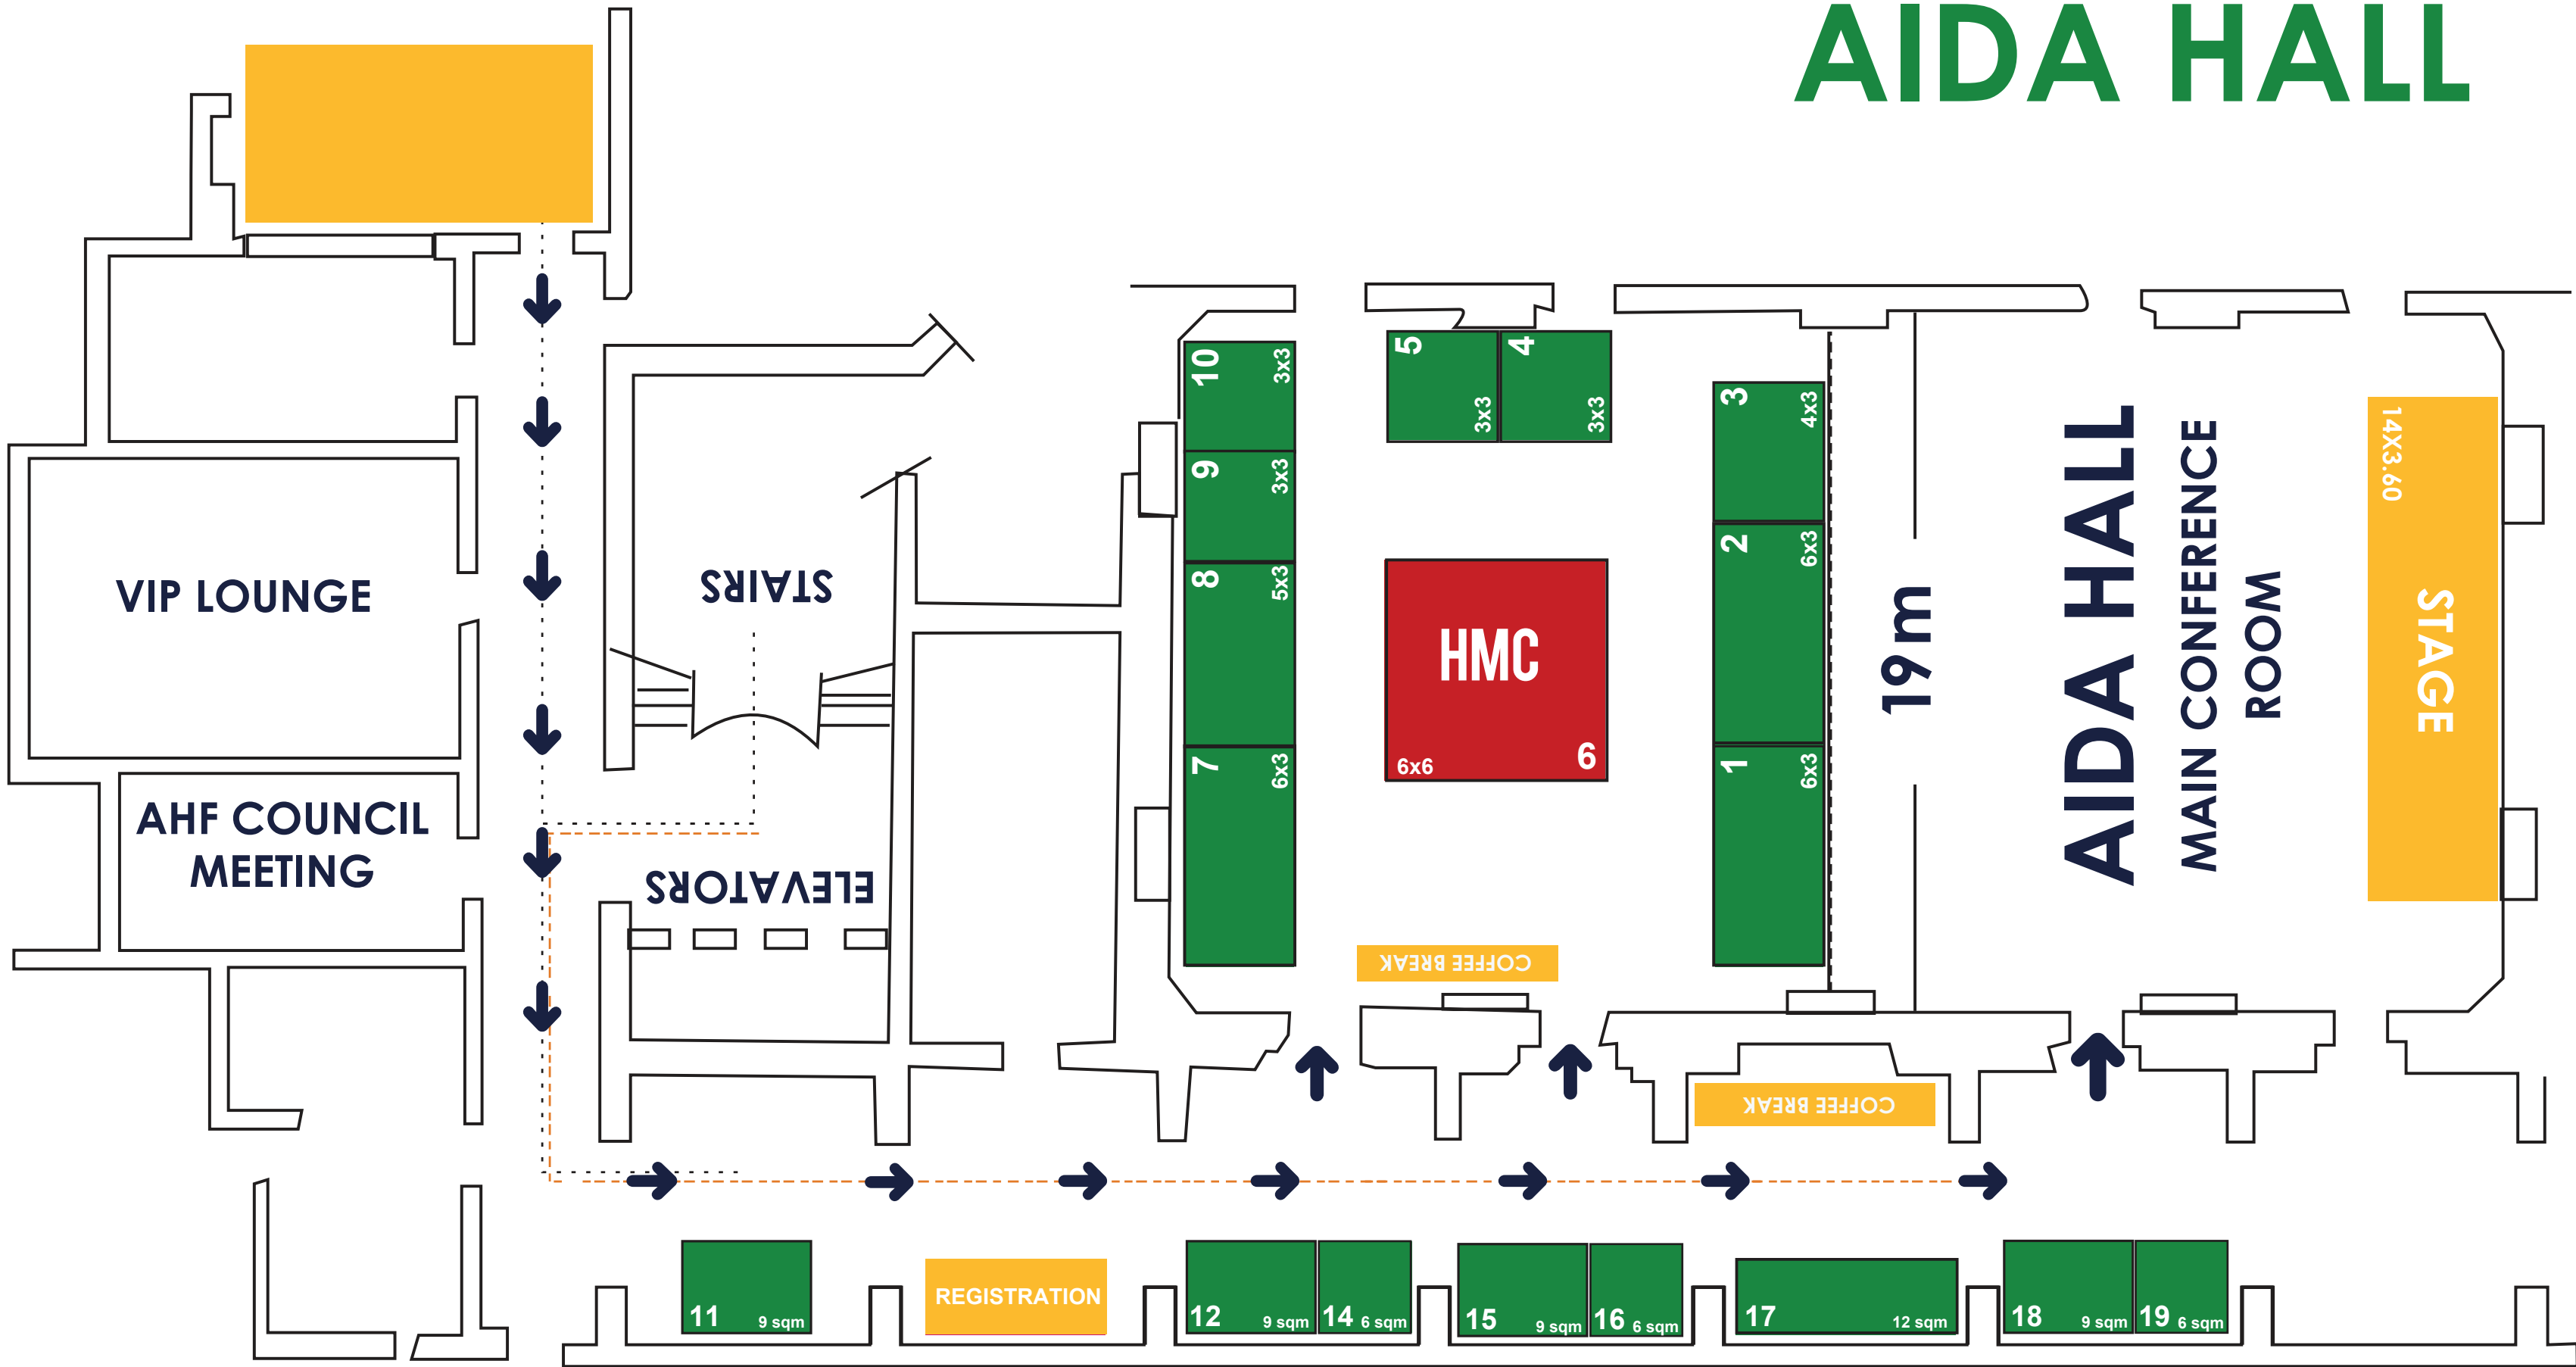 AIDA HALL
VIP LOUNGE
AHF COUNCIL
MEETING
STAIRS
ELEVATORS
10
3x3
9
3x3
8
5x3
7
6x3
5
3x3
4
3x3
HMC
6x6
6
3
4x3
2
6x3
1
6x3
19m
AIDA HALL
MAIN CONFERENCE
ROOM
14X3.60
STAGE
COFFEE BREAK
COFFEE BREAK
11
9 sqm
REGISTRATION
12
9 sqm
14
6 sqm
15
9 sqm
16
6 sqm
17
12 sqm
18
9 sqm
19
6 sqm